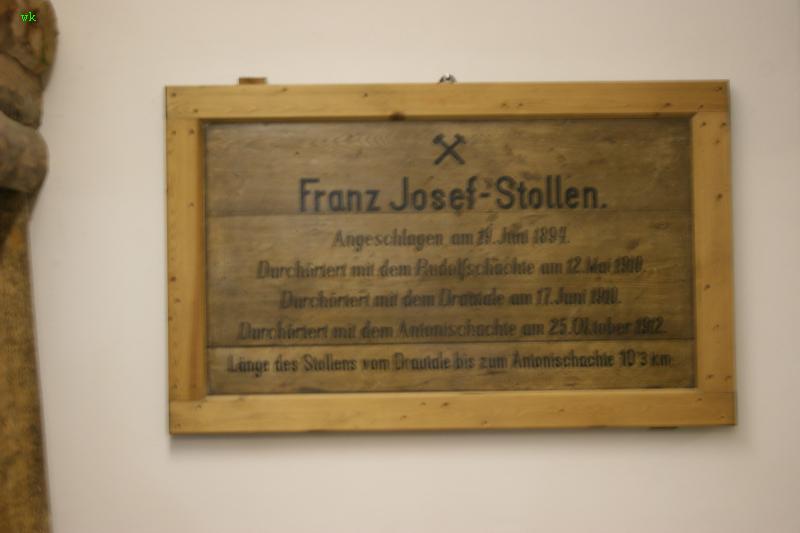 wk
Franz Josef-Stollen.
Angeschlagen am 19. Juni 1894.
Durchörtert mit dem Rudolfschachte am 12. Mai 1910.
Durchörtert mit dem Drautale am 17. Juni 1910.
Durchörtert mit dem Antonischachte am 25. Oktober 1912.
Länge des Stollens vom Drautale bis zum Antonischachte 10·3 km.